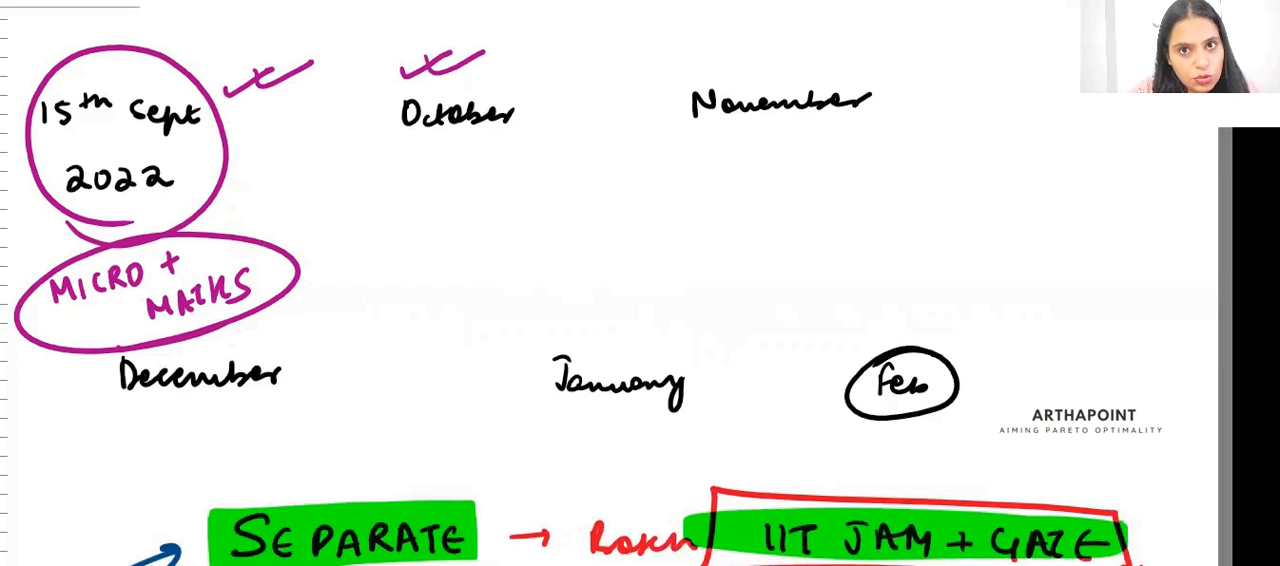 15th Sept
2022
October
November
MICRO +
MATHS
December
January
Feb
ARTHAPOINT
AIMING PARETO OPTIMALITY
SEPARATE → IIT JAM + GATE